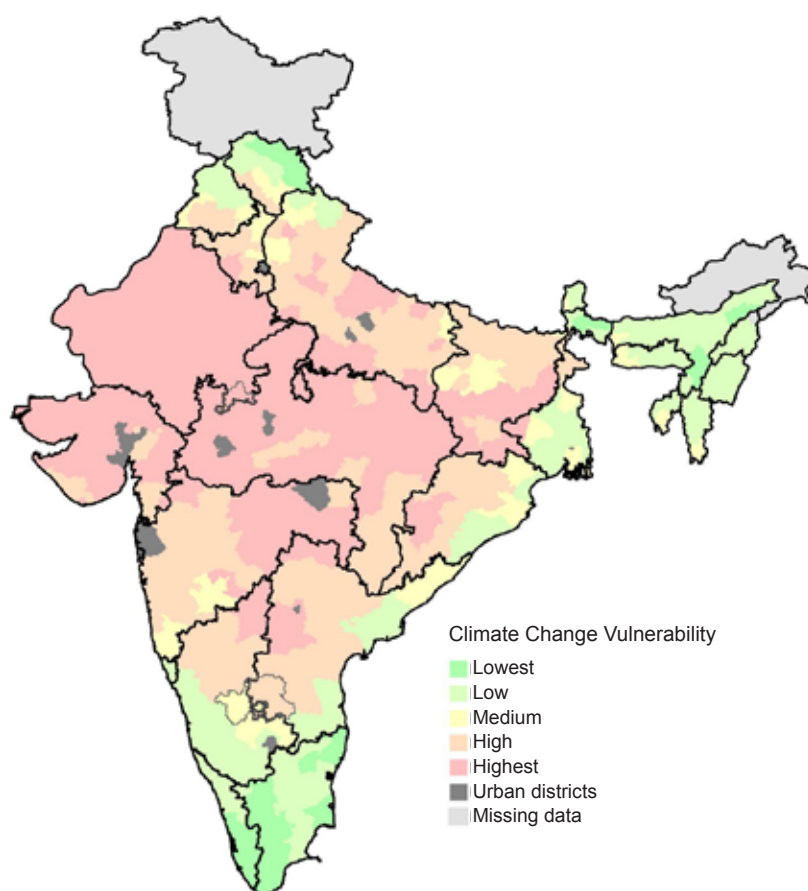 Climate Change Vulnerability
Lowest
Low
Medium
High
Highest
Urban districts
Missing data